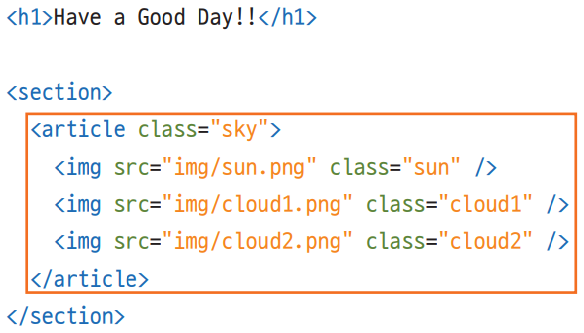 <h1>Have a Good Day!!</h1>
<section>
<article class="sky">
<img src="img/sun.png" class="sun" />
<img src="img/cloud1.png" class="cloud1" />
<img src="img/cloud2.png" class="cloud2" />
</article>
</section>